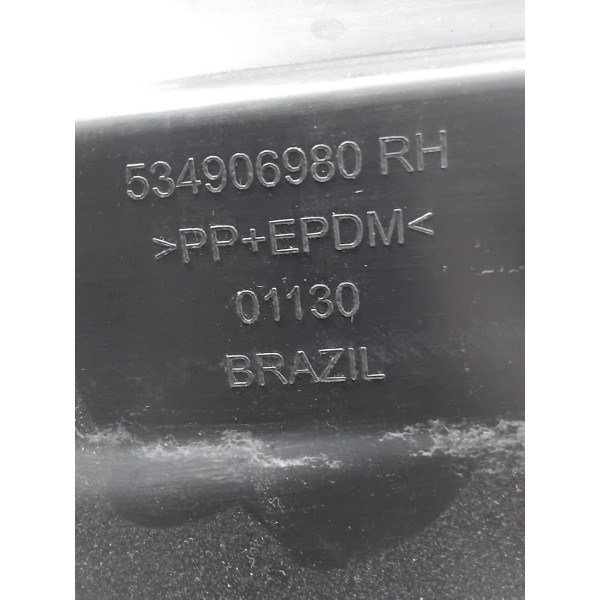 534906980 RH
>PP+EPDM<
01130
BRAZIL